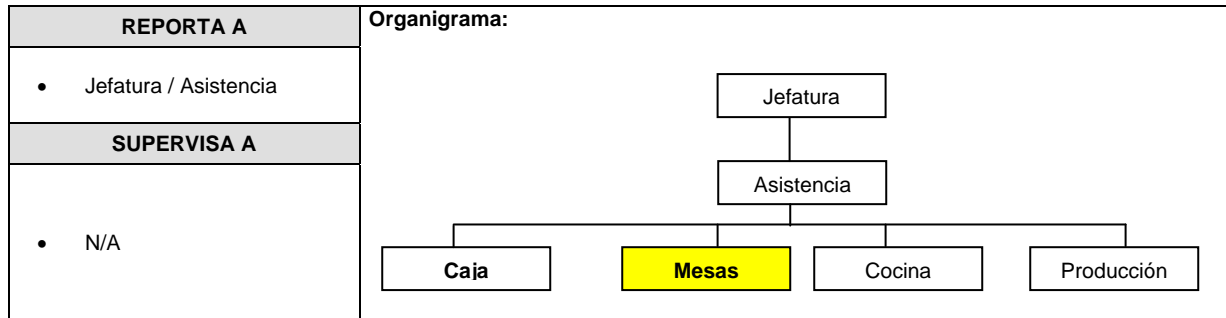 REPORTA A
• Jefatura / Asistencia
SUPERVISA A
• N/A
Organigrama:
Jefatura
Asistencia
Caja
Mesas
Cocina
Producción